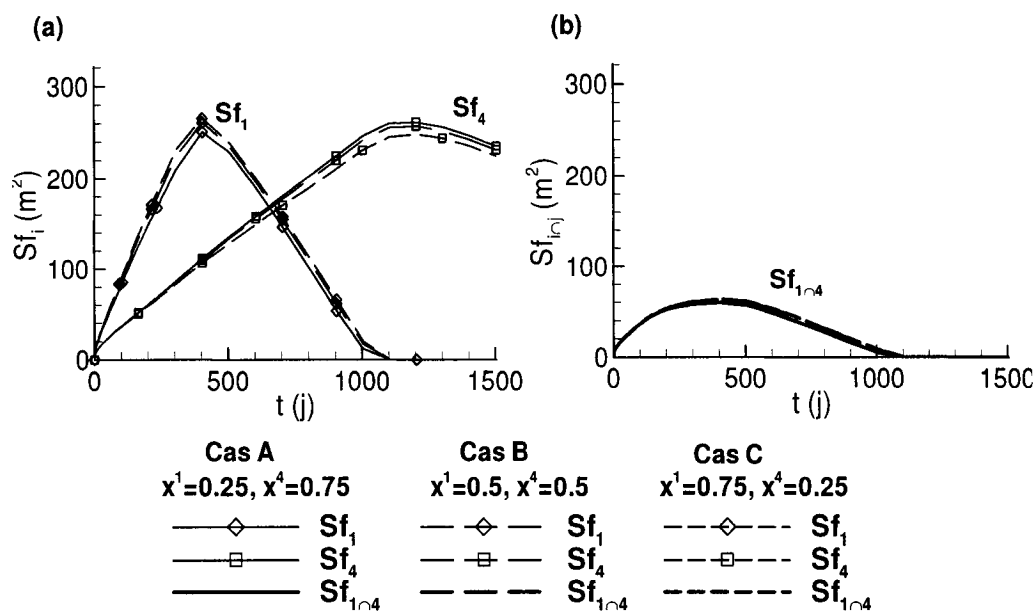 (a)
300
200
100
0
Sf₁
Sf₄
Sfᵢ (m²)
0 500 1000 1500
t (j)
(b)
300
200
100
0
Sf₁∩₄
Sfᵢ∩ⱼ (m²)
0 500 1000 1500
t (j)
Cas A
x¹=0.25, x⁴=0.75
Sf₁
Sf₄
Sf₁∩₄
Cas B
x¹=0.5, x⁴=0.5
Sf₁
Sf₄
Sf₁∩₄
Cas C
x¹=0.75, x⁴=0.25
Sf₁
Sf₄
Sf₁∩₄